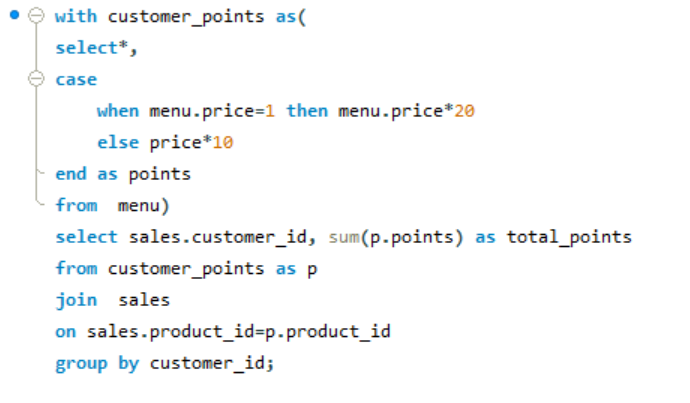 with customer_points as(
select*,
case
when menu.price=1 then menu.price*20
else price*10
end as points
from  menu)
select sales.customer_id, sum(p.points) as total_points
from customer_points as p
join  sales
on sales.product_id=p.product_id
group by customer_id;